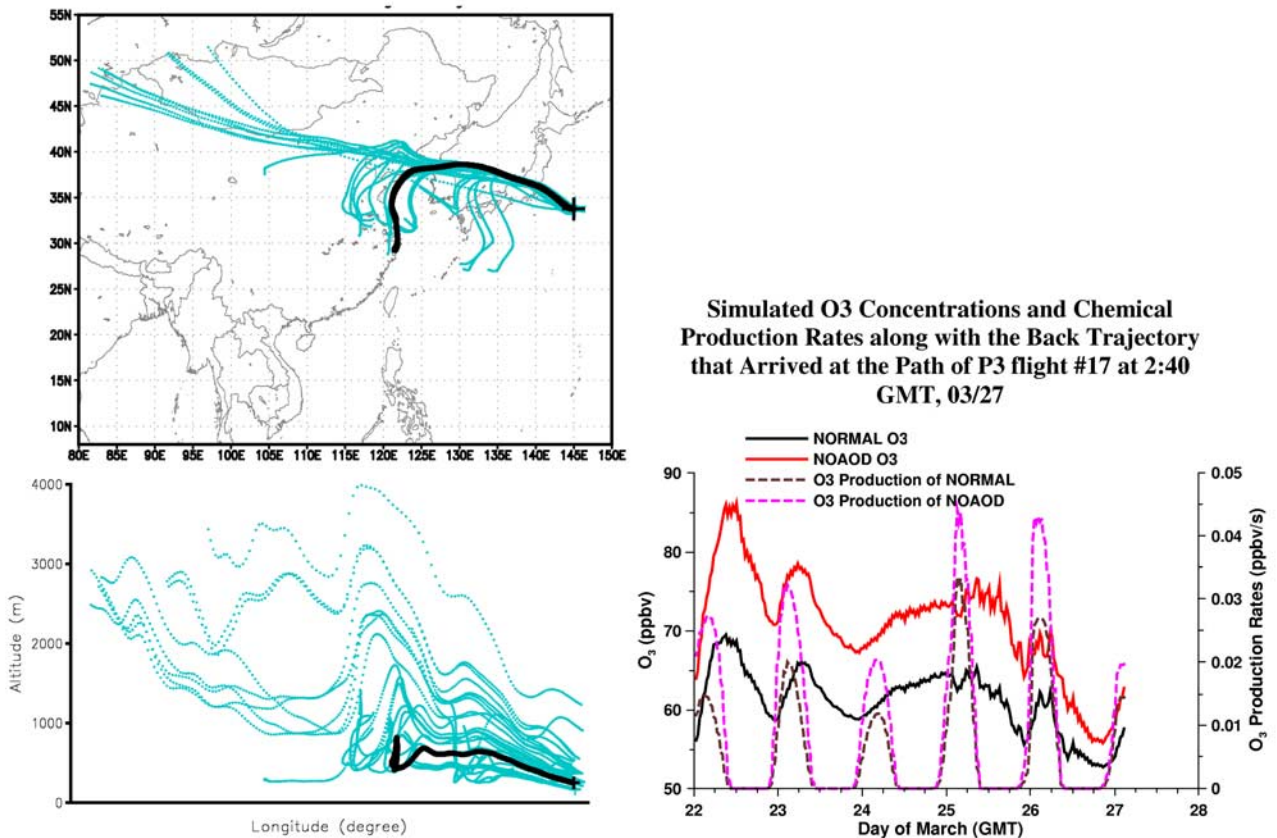 55N
50N
45N
40N
35N
30N
25N
20N
15N
10N
80E 85E 90E 95E 100E 105E 110E 115E 120E 125E 130E 135E 140E 145E 150E
4000
3000
2000
1000
0
Altitude (m)
Longitude (degree)
Simulated O3 Concentrations and Chemical
Production Rates along with the Back Trajectory
that Arrived at the Path of P3 flight #17 at 2:40
GMT, 03/27
NORMAL O3
NOAOD O3
O3 Production of NORMAL
O3 Production of NOAOD
90
80
70
60
50
O₃ (ppbv)
0.05
0.04
0.03
0.02
0.01
0
O₃ Production Rates (ppbv/s)
22 23 24 25 26 27 28
Day of March (GMT)